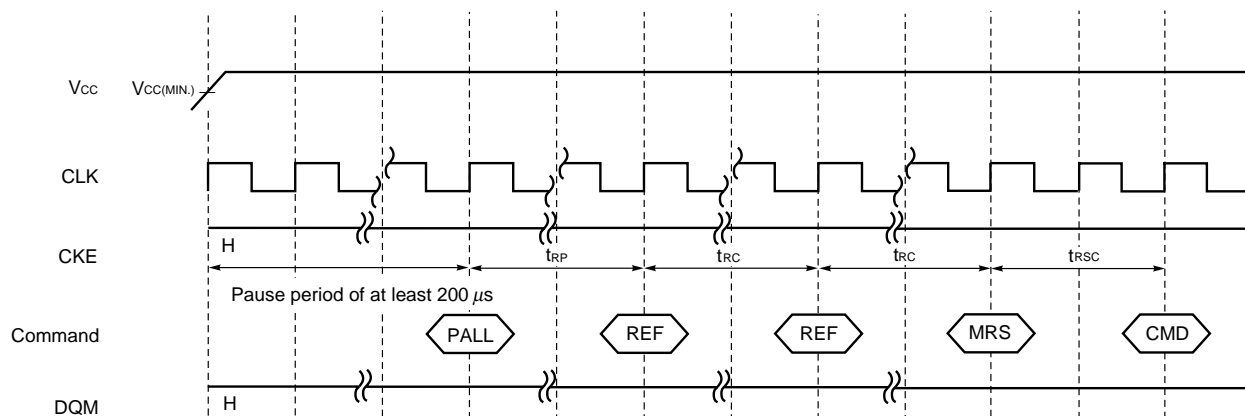 VCC VCC(MIN.)
CLK
H
CKE tRP tRC tRC tRSC
Pause period of at least 200 μs
Command PALL REF REF MRS CMD
H
DQM